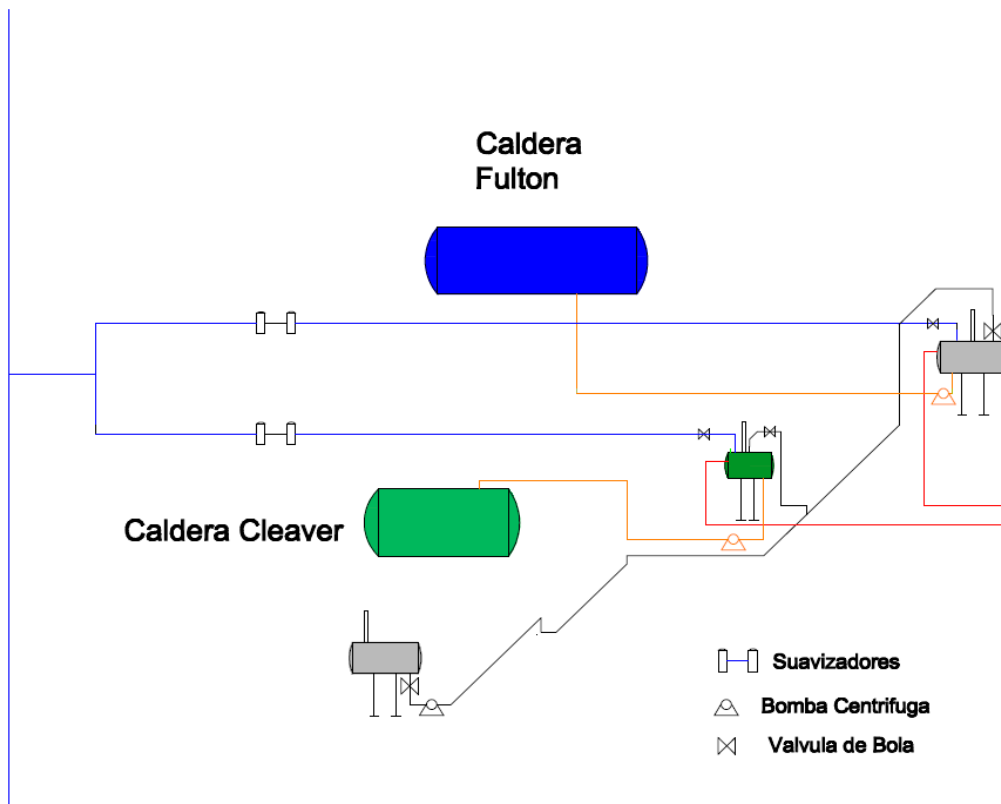 Caldera
Fulton
Caldera Cleaver
Suavizadores
Bomba Centrifuga
Valvula de Bola